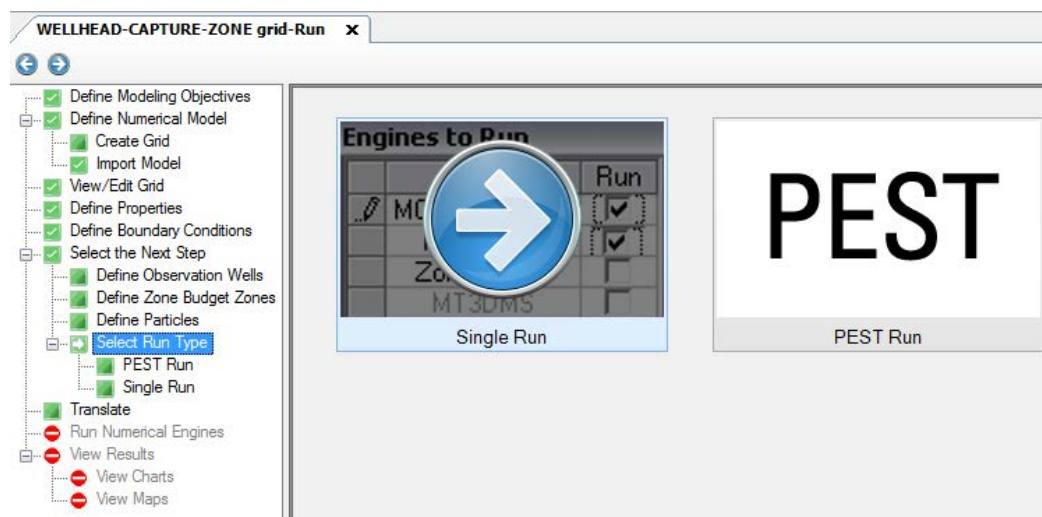 WELLHEAD-CAPTURE-ZONE grid-Run x
Define Modeling Objectives
Define Numerical Model
Create Grid
Import Model
View/Edit Grid
Define Properties
Define Boundary Conditions
Select the Next Step
Define Observation Wells
Define Zone Budget Zones
Define Particles
Select Run Type
PEST Run
Single Run
Translate
Run Numerical Engines
View Results
View Charts
View Maps
Engines to Run
Run
MT3DMS
Single Run
PEST
PEST Run